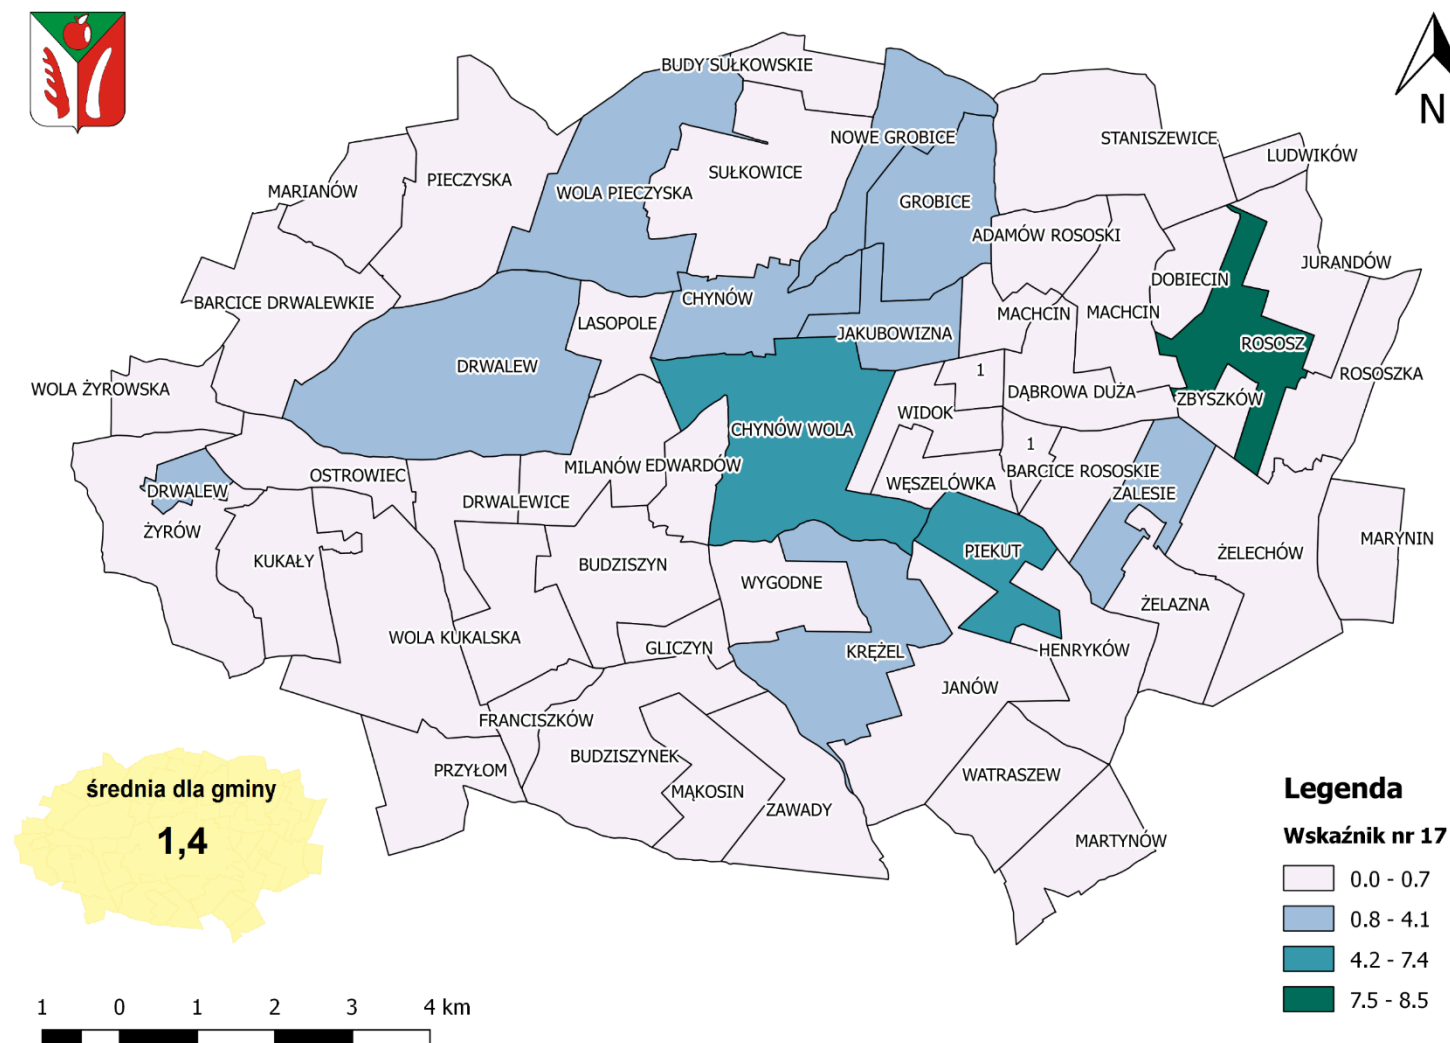 BUDY SUŁKOWSKIE
NOWE GROBICE
STANISZEWICE
N
LUDWIKÓW
MARIANÓW
PIECZYSKA
WOLA PIECZYSKA
SUŁKOWICE
GROBICE
ADAMÓW ROSOSKI
JURANDÓW
DOBIECIN
BARCICE DRWALEWKIE
CHYNÓW
LASOPOLE
JAKUBOWIZNA
MACHCIN
MACHCIN
ROSOSZ
DRWALEW
1
ROSOSZKA
WOLA ŻYROWSKA
DĄBROWA DUŻA
ZBYSZKÓW
WIDOK
CHYNÓW WOLA
1
OSTROWIEC
MILANÓW
EDWARDÓW
BARCICE ROSOSKIE
DRWALEW
DRWALEWICE
WĘSZELÓWKA
ZALESIE
ŻYRÓW
KUKAŁY
BUDZISZYN
WYGODNE
PIEKUT
ŻELECHÓW
MARYNIN
ŻELAZNA
WOLA KUKALSKA
GLICZYN
KRĘŻEL
HENRYKÓW
JANÓW
FRANCISZKÓW
BUDZISZYNEK
PRZYŁOM
MĄKOSIN
ZAWADY
WATRASZEW
MARTYNÓW
średnia dla gminy
1,4
Legenda
Wskaźnik nr 17
0.0 - 0.7
0.8 - 4.1
4.2 - 7.4
7.5 - 8.5
1 0 1 2 3 4 km